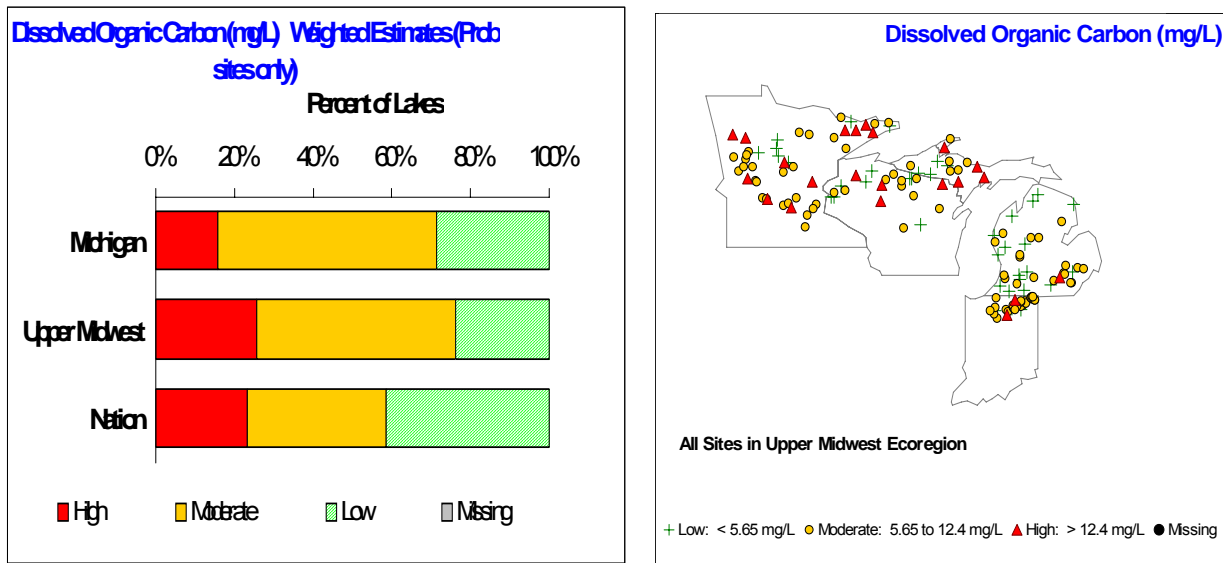 Dissolved Organic Carbon (mg/L) Weighted Estimates (Prob
sites only)
Percent of Lakes
0% 20% 40% 60% 80% 100%
Michigan
Upper Midwest
Nation
High Moderate Low Missing
Dissolved Organic Carbon (mg/L)
All Sites in Upper Midwest Ecoregion
Low: < 5.65 mg/L Moderate: 5.65 to 12.4 mg/L High: > 12.4 mg/L Missing